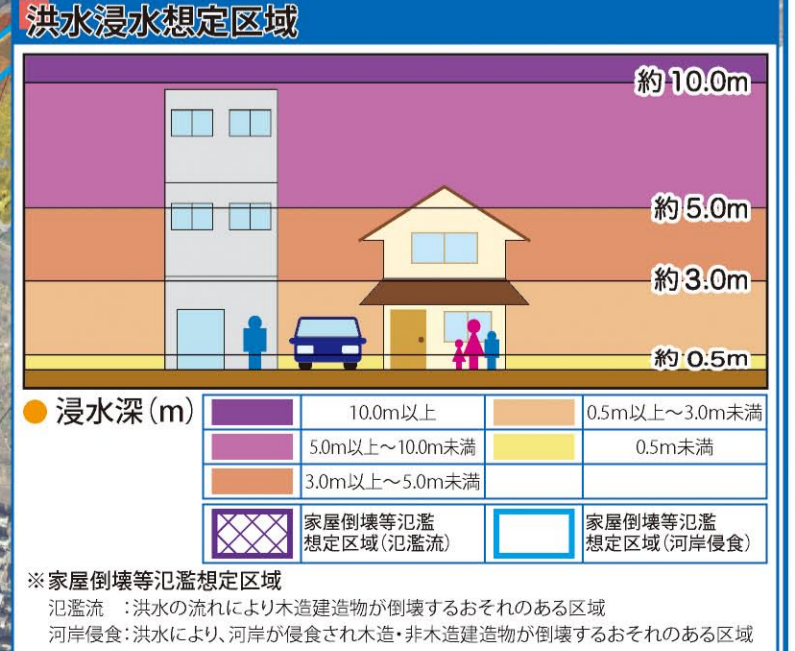 洪水浸水想定区域
約10.0m
約5.0m
約3.0m
約0.5m
浸水深(m)
10.0m以上
0.5m以上～3.0m未満
5.0m以上～10.0m未満
0.5m未満
3.0m以上～5.0m未満
家屋倒壊等氾濫
想定区域(氾濫流)
家屋倒壊等氾濫
想定区域(河岸侵食)
※家屋倒壊等氾濫想定区域
氾濫流　:洪水の流れにより木造建造物が倒壊するおそれのある区域
河岸侵食:洪水により、河岸が侵食され木造・非木造建造物が倒壊するおそれのある区域